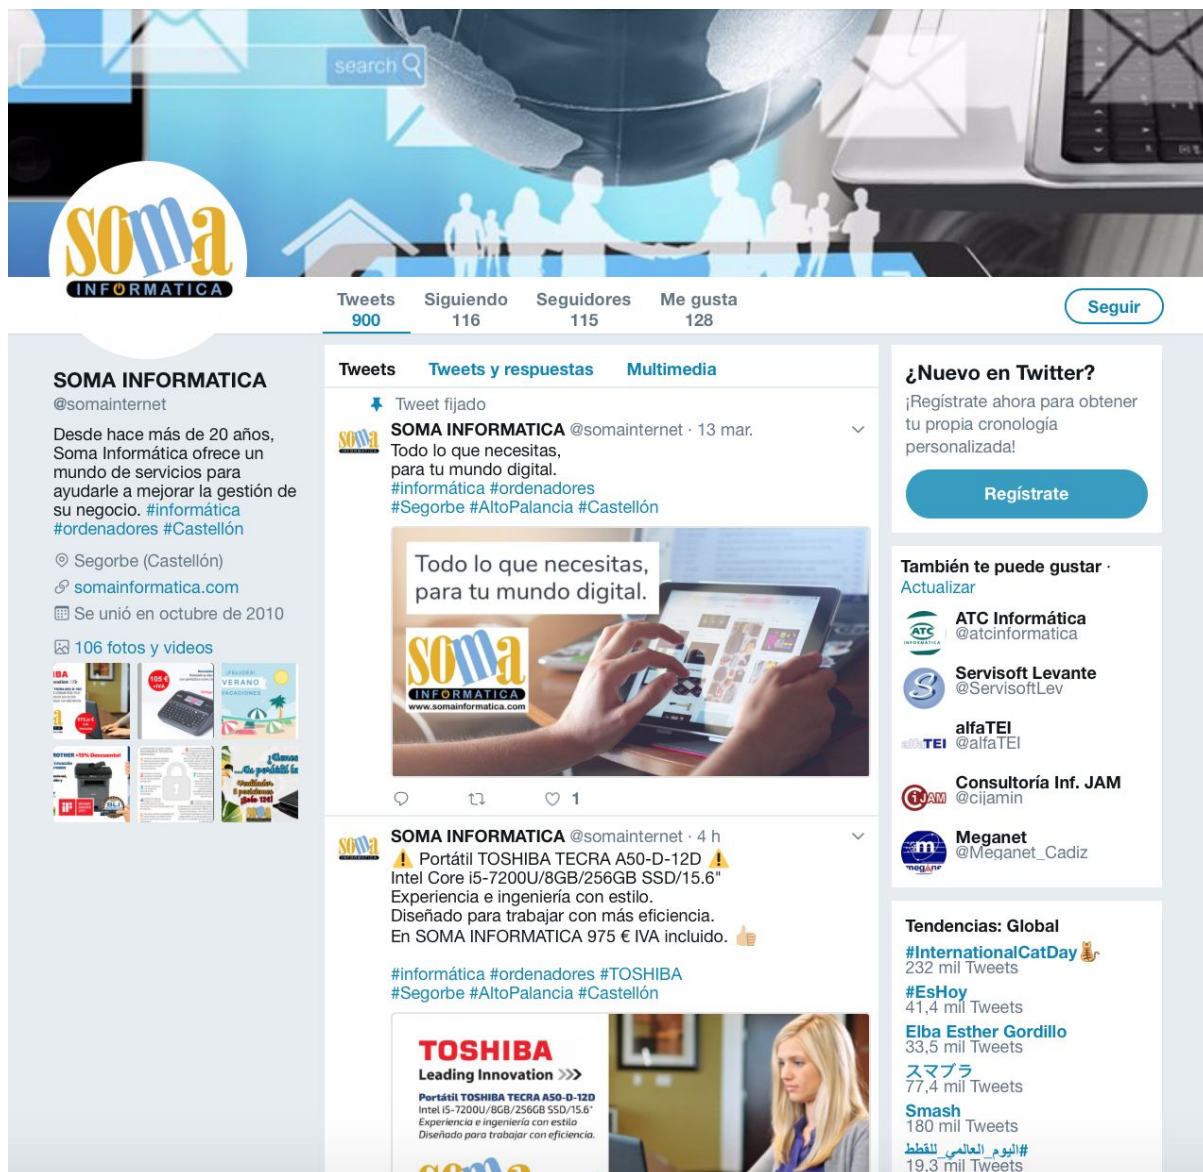 search
soma
INFORMATICA
Tweets
900
Siguiendo
116
Seguidores
115
Me gusta
128
Seguir
SOMA INFORMATICA
@somainternet
Desde hace más de 20 años,
Soma Informática ofrece un
mundo de servicios para
ayudarle a mejorar la gestión de
su negocio. #informática
#ordenadores #Castellón
Segorbe (Castellón)
somainformatica.com
Se unió en octubre de 2010
106 fotos y videos
105 €
+IVA
VERANO
VACACIONES
Tweets Tweets y respuestas Multimedia
Tweet fijado
SOMA INFORMATICA @somainternet · 13 mar.
Todo lo que necesitas,
para tu mundo digital.
#informática #ordenadores
#Segorbe #AltoPalancia #Castellón
Todo lo que necesitas,
para tu mundo digital.
soma
INFORMATICA
www.somainformatica.com
1
SOMA INFORMATICA @somainternet · 4 h
Portátil TOSHIBA TECRA A50-D-12D
Intel Core i5-7200U/8GB/256GB SSD/15.6"
Experiencia e ingeniería con estilo.
Diseñado para trabajar con más eficiencia.
En SOMA INFORMATICA 975 € IVA incluido.
#informática #ordenadores #TOSHIBA
#Segorbe #AltoPalancia #Castellón
TOSHIBA
Leading Innovation >>>
Portátil TOSHIBA TECRA A50-D-12D
Intel i5-7200U/8GB/256GB SSD/15.6"
Experiencia e ingeniería con estilo
Diseñado para trabajar con eficiencia.
soma
¿Nuevo en Twitter?
¡Regístrate ahora para obtener
tu propia cronología
personalizada!
Regístrate
También te puede gustar ·
Actualizar
ATC Informática
@atcinformatica
Servisoft Levante
@ServisoftLev
alfaTEI
@alfaTEI
Consultoría Inf. JAM
@cijamin
Meganet
@Meganet_Cadiz
Tendencias: Global
#InternationalCatDay
232 mil Tweets
#EsHoy
41,4 mil Tweets
Elba Esther Gordillo
33,5 mil Tweets
スマブラ
77,4 mil Tweets
Smash
180 mil Tweets
#اليوم_العالمي_للقطط
19,3 mil Tweets